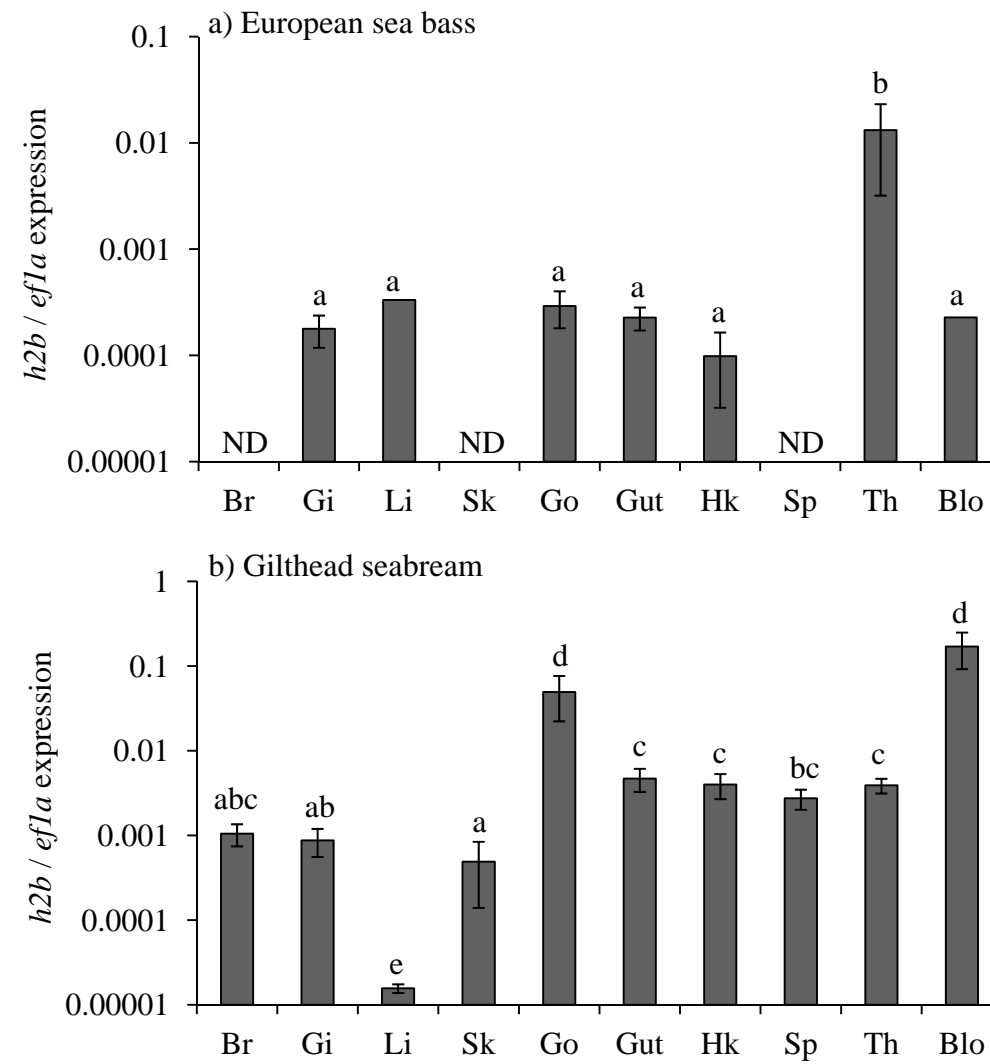 a) European sea bass
h2b / ef1a expression
0.1
0.01
0.001
0.0001
0.00001
b
a
a
a
a
a
a
ND
ND
ND
Br Gi Li Sk Go Gut Hk Sp Th Blo
b) Gilthead seabream
h2b / ef1a expression
1
0.1
0.01
0.001
0.0001
0.00001
abc
ab
e
a
d
c
c
bc
c
d
Br Gi Li Sk Go Gut Hk Sp Th Blo